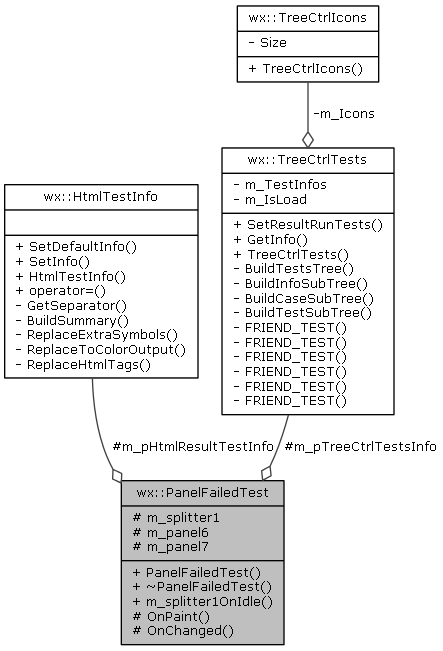 wx::TreeCtrlIcons
- Size
+ TreeCtrlIcons()
-m_Icons
wx::TreeCtrlTests
- m_TestInfos
- m_IsLoad
+ SetResultRunTests()
+ GetInfo()
+ TreeCtrlTests()
- BuildTestsTree()
- BuildInfoSubTree()
- BuildCaseSubTree()
- BuildTestSubTree()
- FRIEND_TEST()
- FRIEND_TEST()
- FRIEND_TEST()
- FRIEND_TEST()
- FRIEND_TEST()
- FRIEND_TEST()
wx::HtmlTestInfo
+ SetDefaultInfo()
+ SetInfo()
+ HtmlTestInfo()
+ operator=()
- GetSeparator()
- BuildSummary()
- ReplaceExtraSymbols()
- ReplaceToColorOutput()
- ReplaceHtmlTags()
#m_pHtmlResultTestInfo
#m_pTreeCtrlTestsInfo
wx::PanelFailedTest
# m_splitter1
# m_panel6
# m_panel7
+ PanelFailedTest()
+ ~PanelFailedTest()
+ m_splitter1OnIdle()
# OnPaint()
# OnChanged()